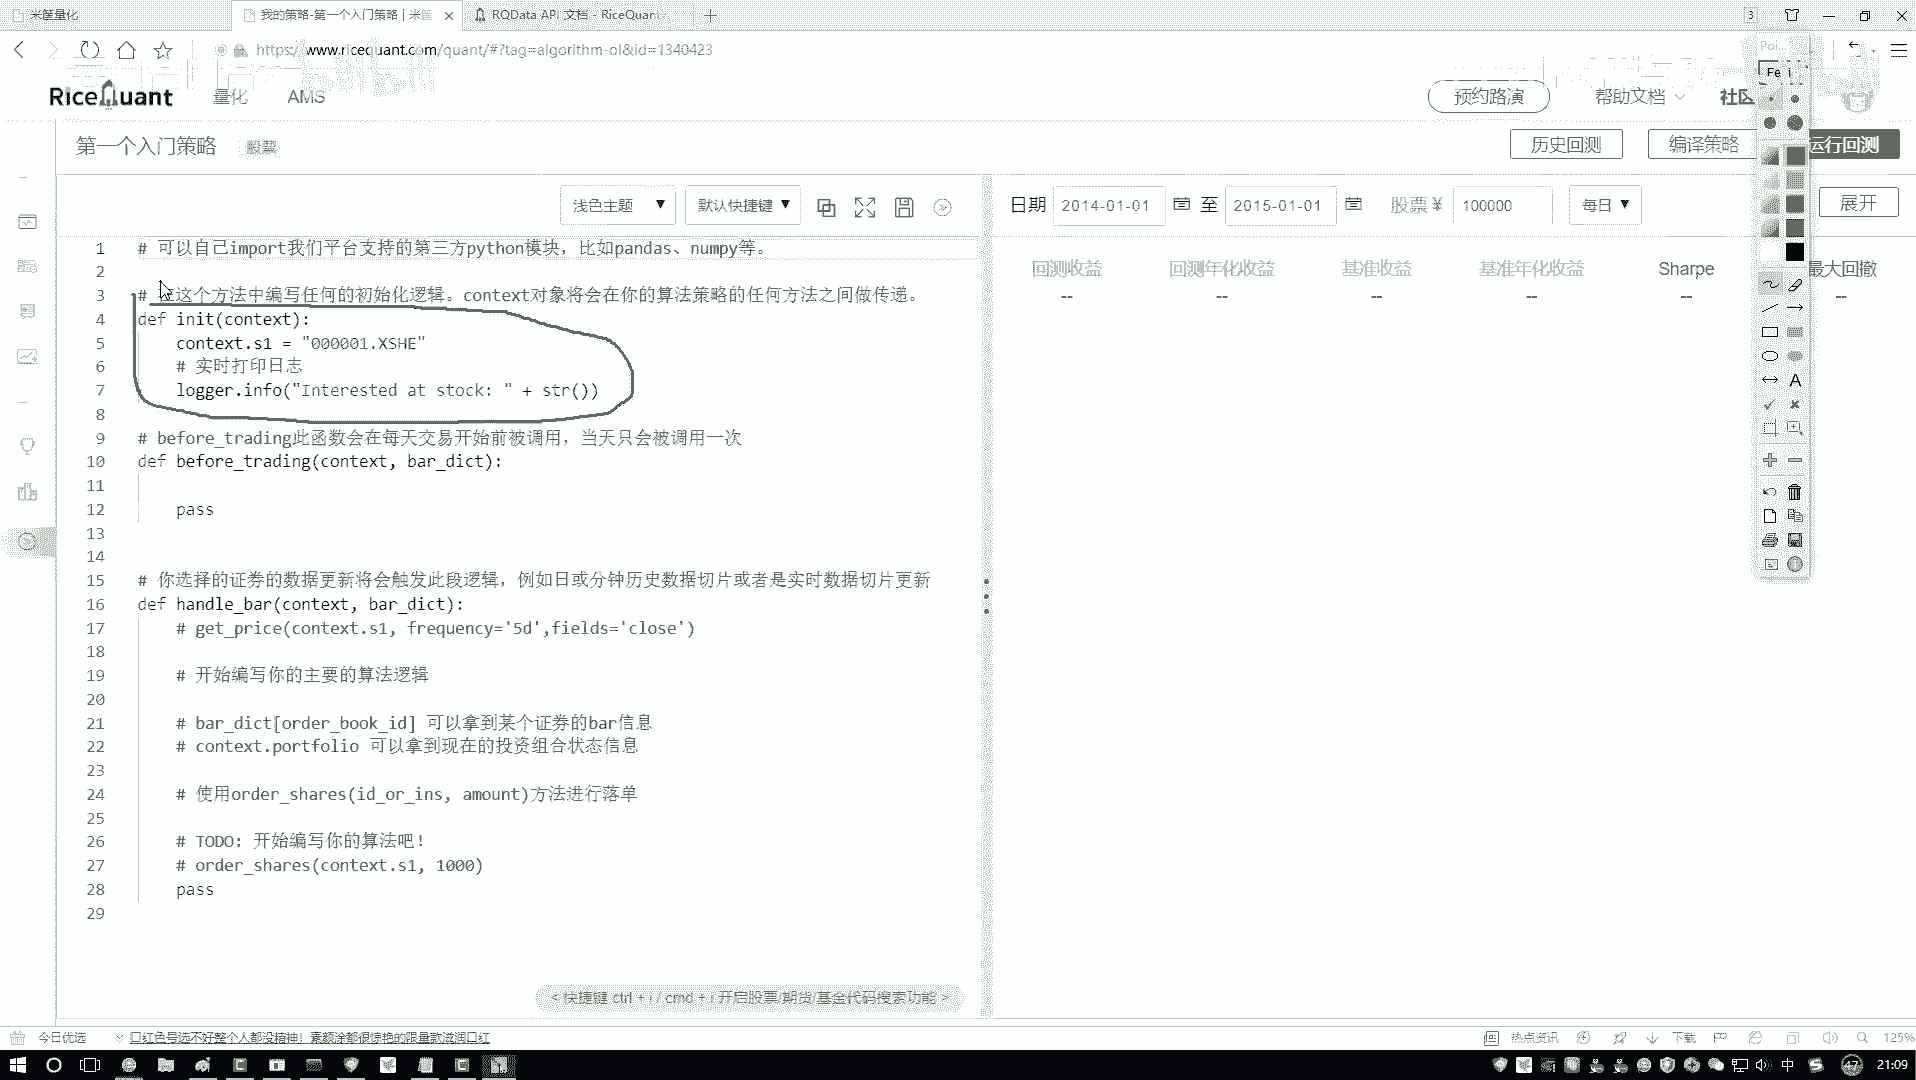 米筐量化
我的策略-第一个入门策略 | 米筐
RQData API 文档 - RiceQuant
3
https://www.ricequant.com/quant/#?tag=algorithm-ol&id=1340423
RiceQuant
量化
AMS
预约路演
帮助文档
社区
第一个入门策略
股票
历史回测
编译策略
运行回测
浅色主题
默认快捷键
日期 2014-01-01 至 2015-01-01 股票 ¥ 100000 每日 展开
回测收益 回测年化收益 基准收益 基准年化收益 Sharpe 最大回撤
-- -- -- -- -- --
1 # 可以自己import我们平台支持的第三方python模块，比如pandas、numpy等。
2
3 # 在这个方法中编写任何的初始化逻辑。context对象将会在你的算法策略的任何方法之间做传递。
4 def init(context):
5 context.s1 = "000001.XSHE"
6 # 实时打印日志
7 logger.info("Interested at stock: " + str())
8
9 # before_trading此函数会在每天交易开始前被调用，当天只会被调用一次
10 def before_trading(context, bar_dict):
11
12 pass
13
14
15 # 你选择的证券的数据更新将会触发此段逻辑，例如日或分钟历史数据切片或者是实时数据切片更新
16 def handle_bar(context, bar_dict):
17 # get_price(context.s1, frequency='5d',fields='close')
18
19 # 开始编写你的主要的算法逻辑
20
21 # bar_dict[order_book_id] 可以拿到某个证券的bar信息
22 # context.portfolio 可以拿到现在的投资组合状态信息
23
24 # 使用order_shares(id_or_ins, amount)方法进行落单
25
26 # TODO: 开始编写你的算法吧！
27 # order_shares(context.s1, 1000)
28 pass
29
< 快捷键 ctrl + i / cmd + i 开启股票/期货/基金代码搜索功能 >
Poi...
A
今日优选
口红色号选不好整个人都没精神！素颜涂都很惊艳的限量款滋润口红
热点资讯
下载
125%
中
47
21:09